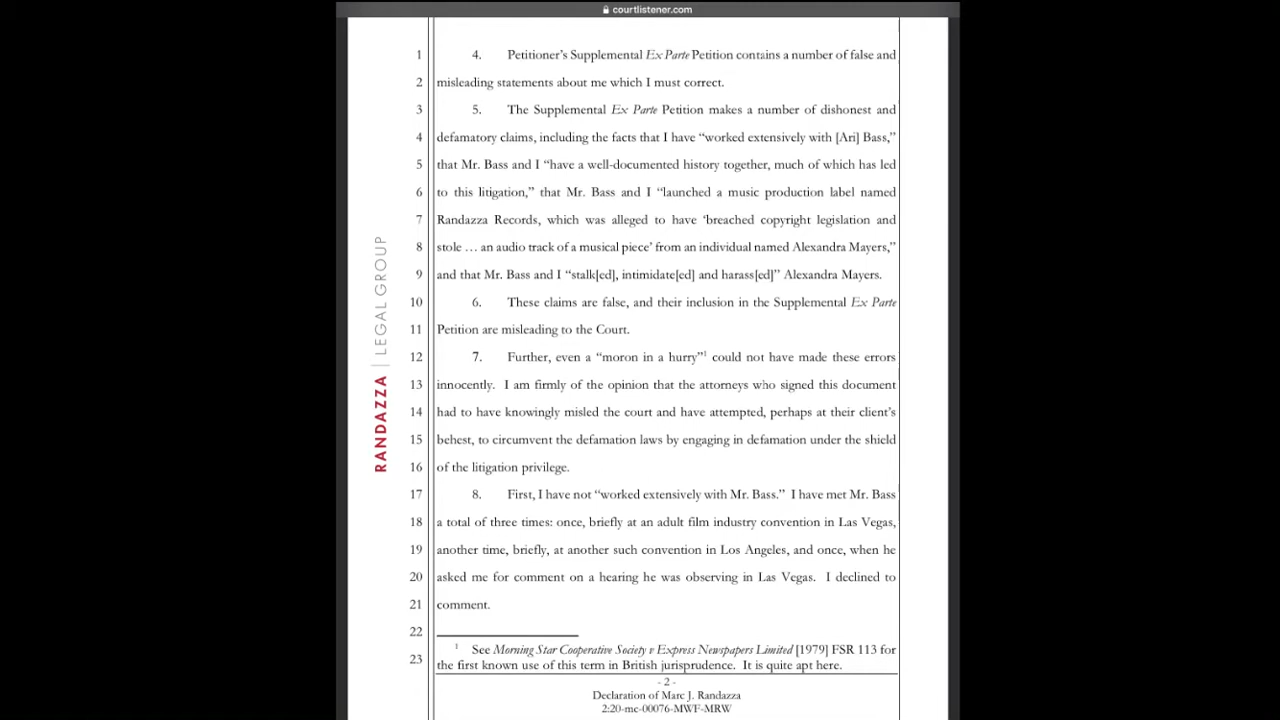 courtlistener.com
1 4. Petitioner's Supplemental Ex Parte Petition contains a number of false and
2 misleading statements about me which I must correct.
3 5. The Supplemental Ex Parte Petition makes a number of dishonest and
4 defamatory claims, including the facts that I have “worked extensively with [Ari] Bass,”
5 that Mr. Bass and I “have a well-documented history together, much of which has led
6 to this litigation,” that Mr. Bass and I “launched a music production label named
7 Randazza Records, which was alleged to have ‘breached copyright legislation and
8 stole … an audio track of a musical piece’ from an individual named Alexandra Mayers,”
9 and that Mr. Bass and I “stalk[ed], intimidate[ed] and harass[ed]” Alexandra Mayers.
10 6. These claims are false, and their inclusion in the Supplemental Ex Parte
11 Petition are misleading to the Court.
12 7. Further, even a “moron in a hurry”1 could not have made these errors
13 innocently. I am firmly of the opinion that the attorneys who signed this document
14 had to have knowingly misled the court and have attempted, perhaps at their client's
15 behest, to circumvent the defamation laws by engaging in defamation under the shield
16 of the litigation privilege.
17 8. First, I have not “worked extensively with Mr. Bass.” I have met Mr. Bass
18 a total of three times: once, briefly at an adult film industry convention in Las Vegas,
19 another time, briefly, at another such convention in Los Angeles, and once, when he
20 asked me for comment on a hearing he was observing in Las Vegas. I declined to
21 comment.
22
1 See Morning Star Cooperative Society v Express Newspapers Limited [1979] FSR 113 for
23 the first known use of this term in British jurisprudence. It is quite apt here.
- 2 -
Declaration of Marc J. Randazza
2:20-mc-00076-MWF-MRW
RANDAZZA | LEGAL GROUP